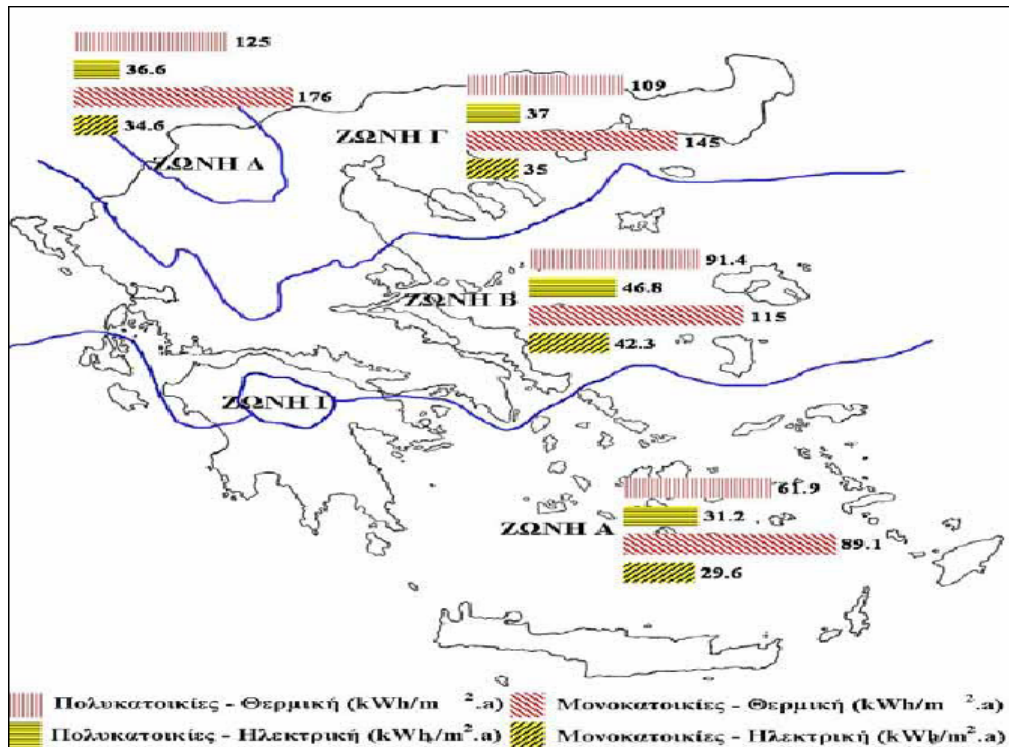 125
36.6
176
34.6
ΖΩΝΗ Δ
109
37
145
35
ΖΩΝΗ Γ
91.4
46.8
115
42.3
ΖΩΝΗ Β
ΖΩΝΗ Ι
61.9
31.2
89.1
29.6
ΖΩΝΗ Α
Πολυκατοικίες - Θερμική (kWh/m ².a)
Μονοκατοικίες - Θερμική (kWh/m ².a)
Πολυκατοικίες - Ηλεκτρική (kWh/m².a)
Μονοκατοικίες - Ηλεκτρική (kWh/m².a)